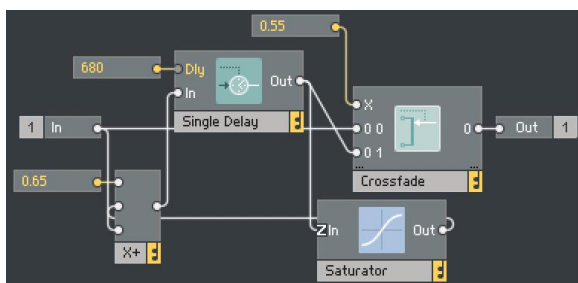 0.55
680
Dly
In
Out
Single Delay
X
1 In
0 0
0 1
0
Out 1
...
...
Crossfade
0.65
X+
ZIn
Out
Saturator